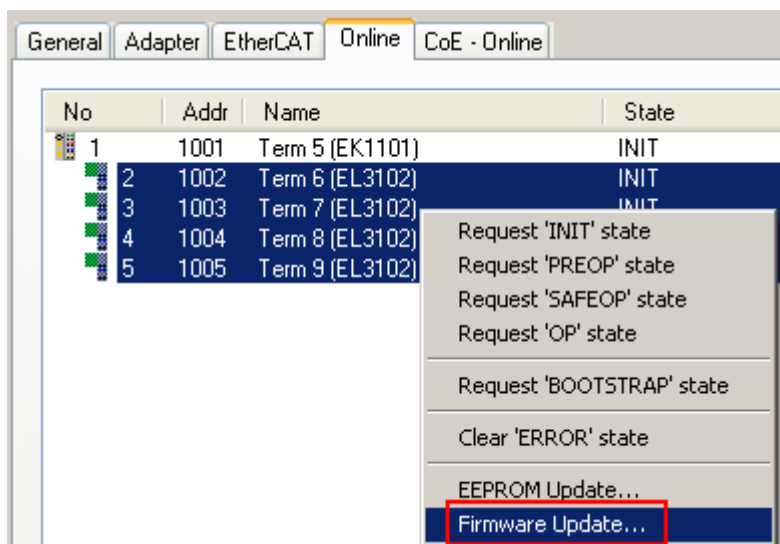 General Adapter EtherCAT Online CoE - Online
No Addr Name State
1 1001 Term 5 (EK1101) INIT
2 1002 Term 6 (EL3102) INIT
3 1003 Term 7 (EL3102) INIT
4 1004 Term 8 (EL3102)
5 1005 Term 9 (EL3102)
Request 'INIT' state
Request 'PREOP' state
Request 'SAFEOP' state
Request 'OP' state
Request 'BOOTSTRAP' state
Clear 'ERROR' state
EEPROM Update...
Firmware Update...